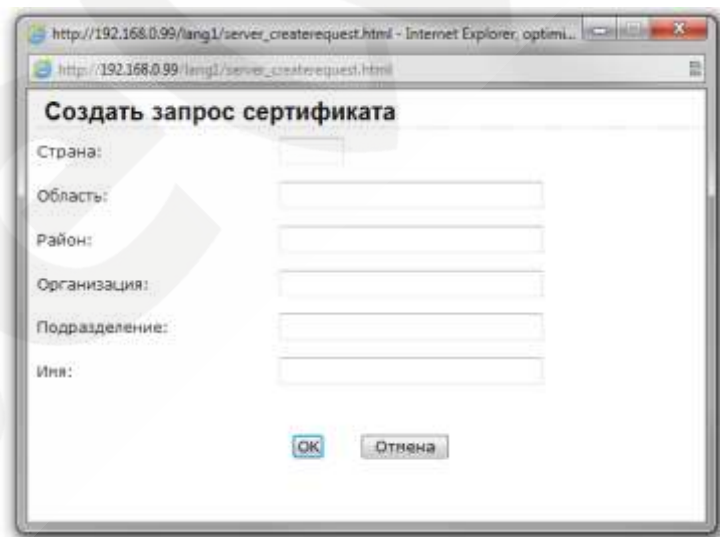 http://192.168.0.99/lang1/server_createrequest.html - Internet Explorer, optimi...
http://192.168.0.99/lang1/server_createrequest.html
Создать запрос сертификата
Страна:
Область:
Район:
Организация:
Подразделение:
Имя:
OK Отмена